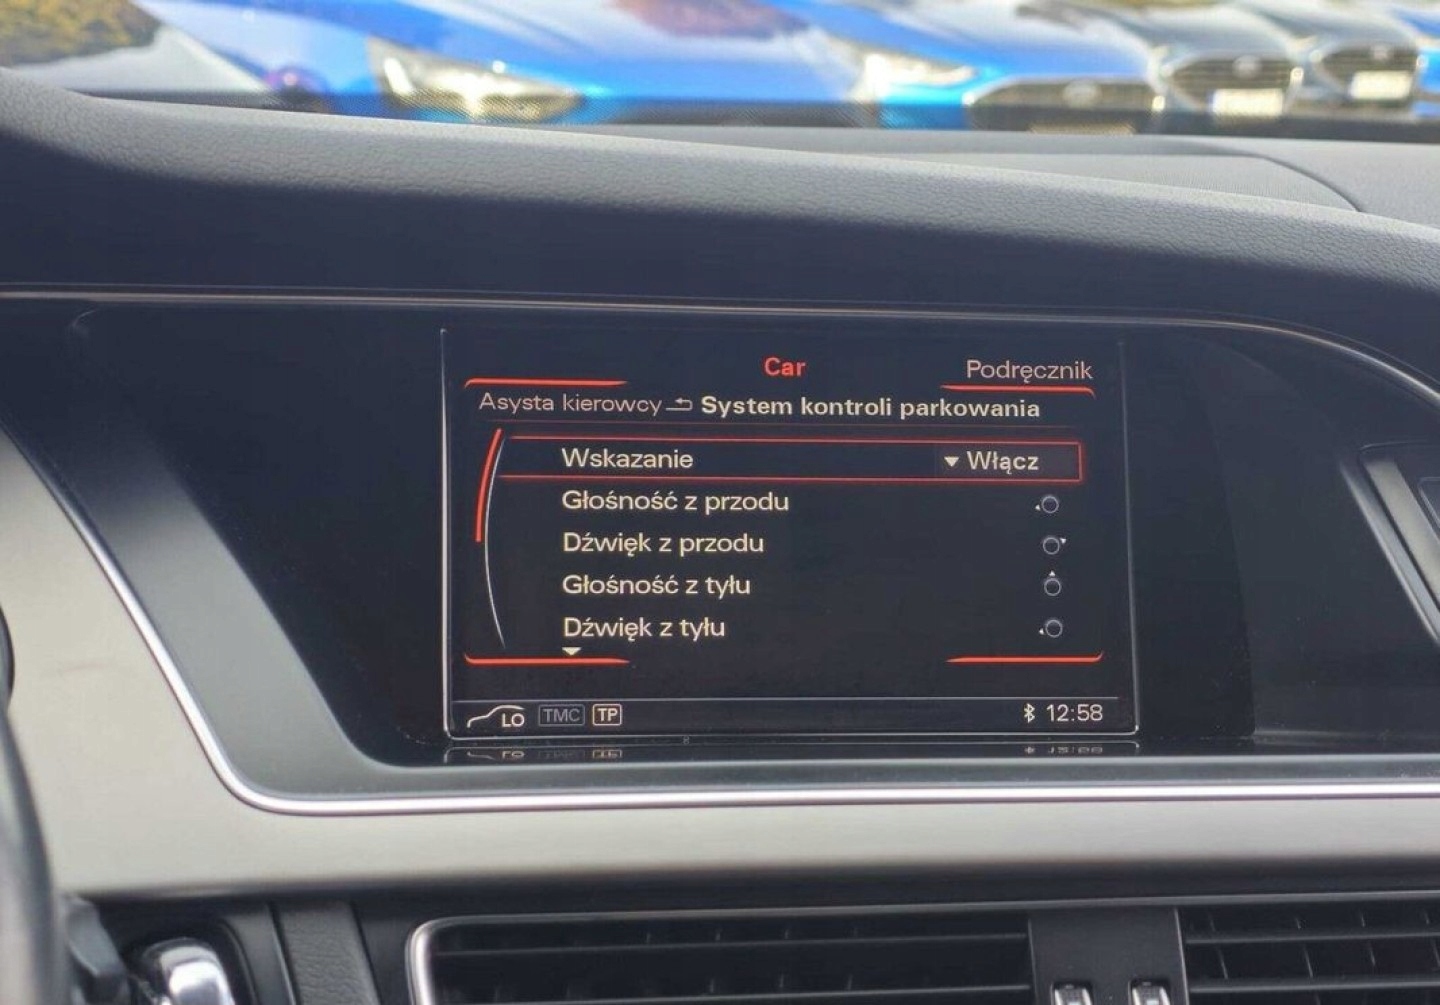 Car
Podręcznik
Asysta kierowcy System kontroli parkowania
Wskazanie Włącz
Głośność z przodu
Dźwięk z przodu
Głośność z tyłu
Dźwięk z tyłu
LO TMC TP 12:58